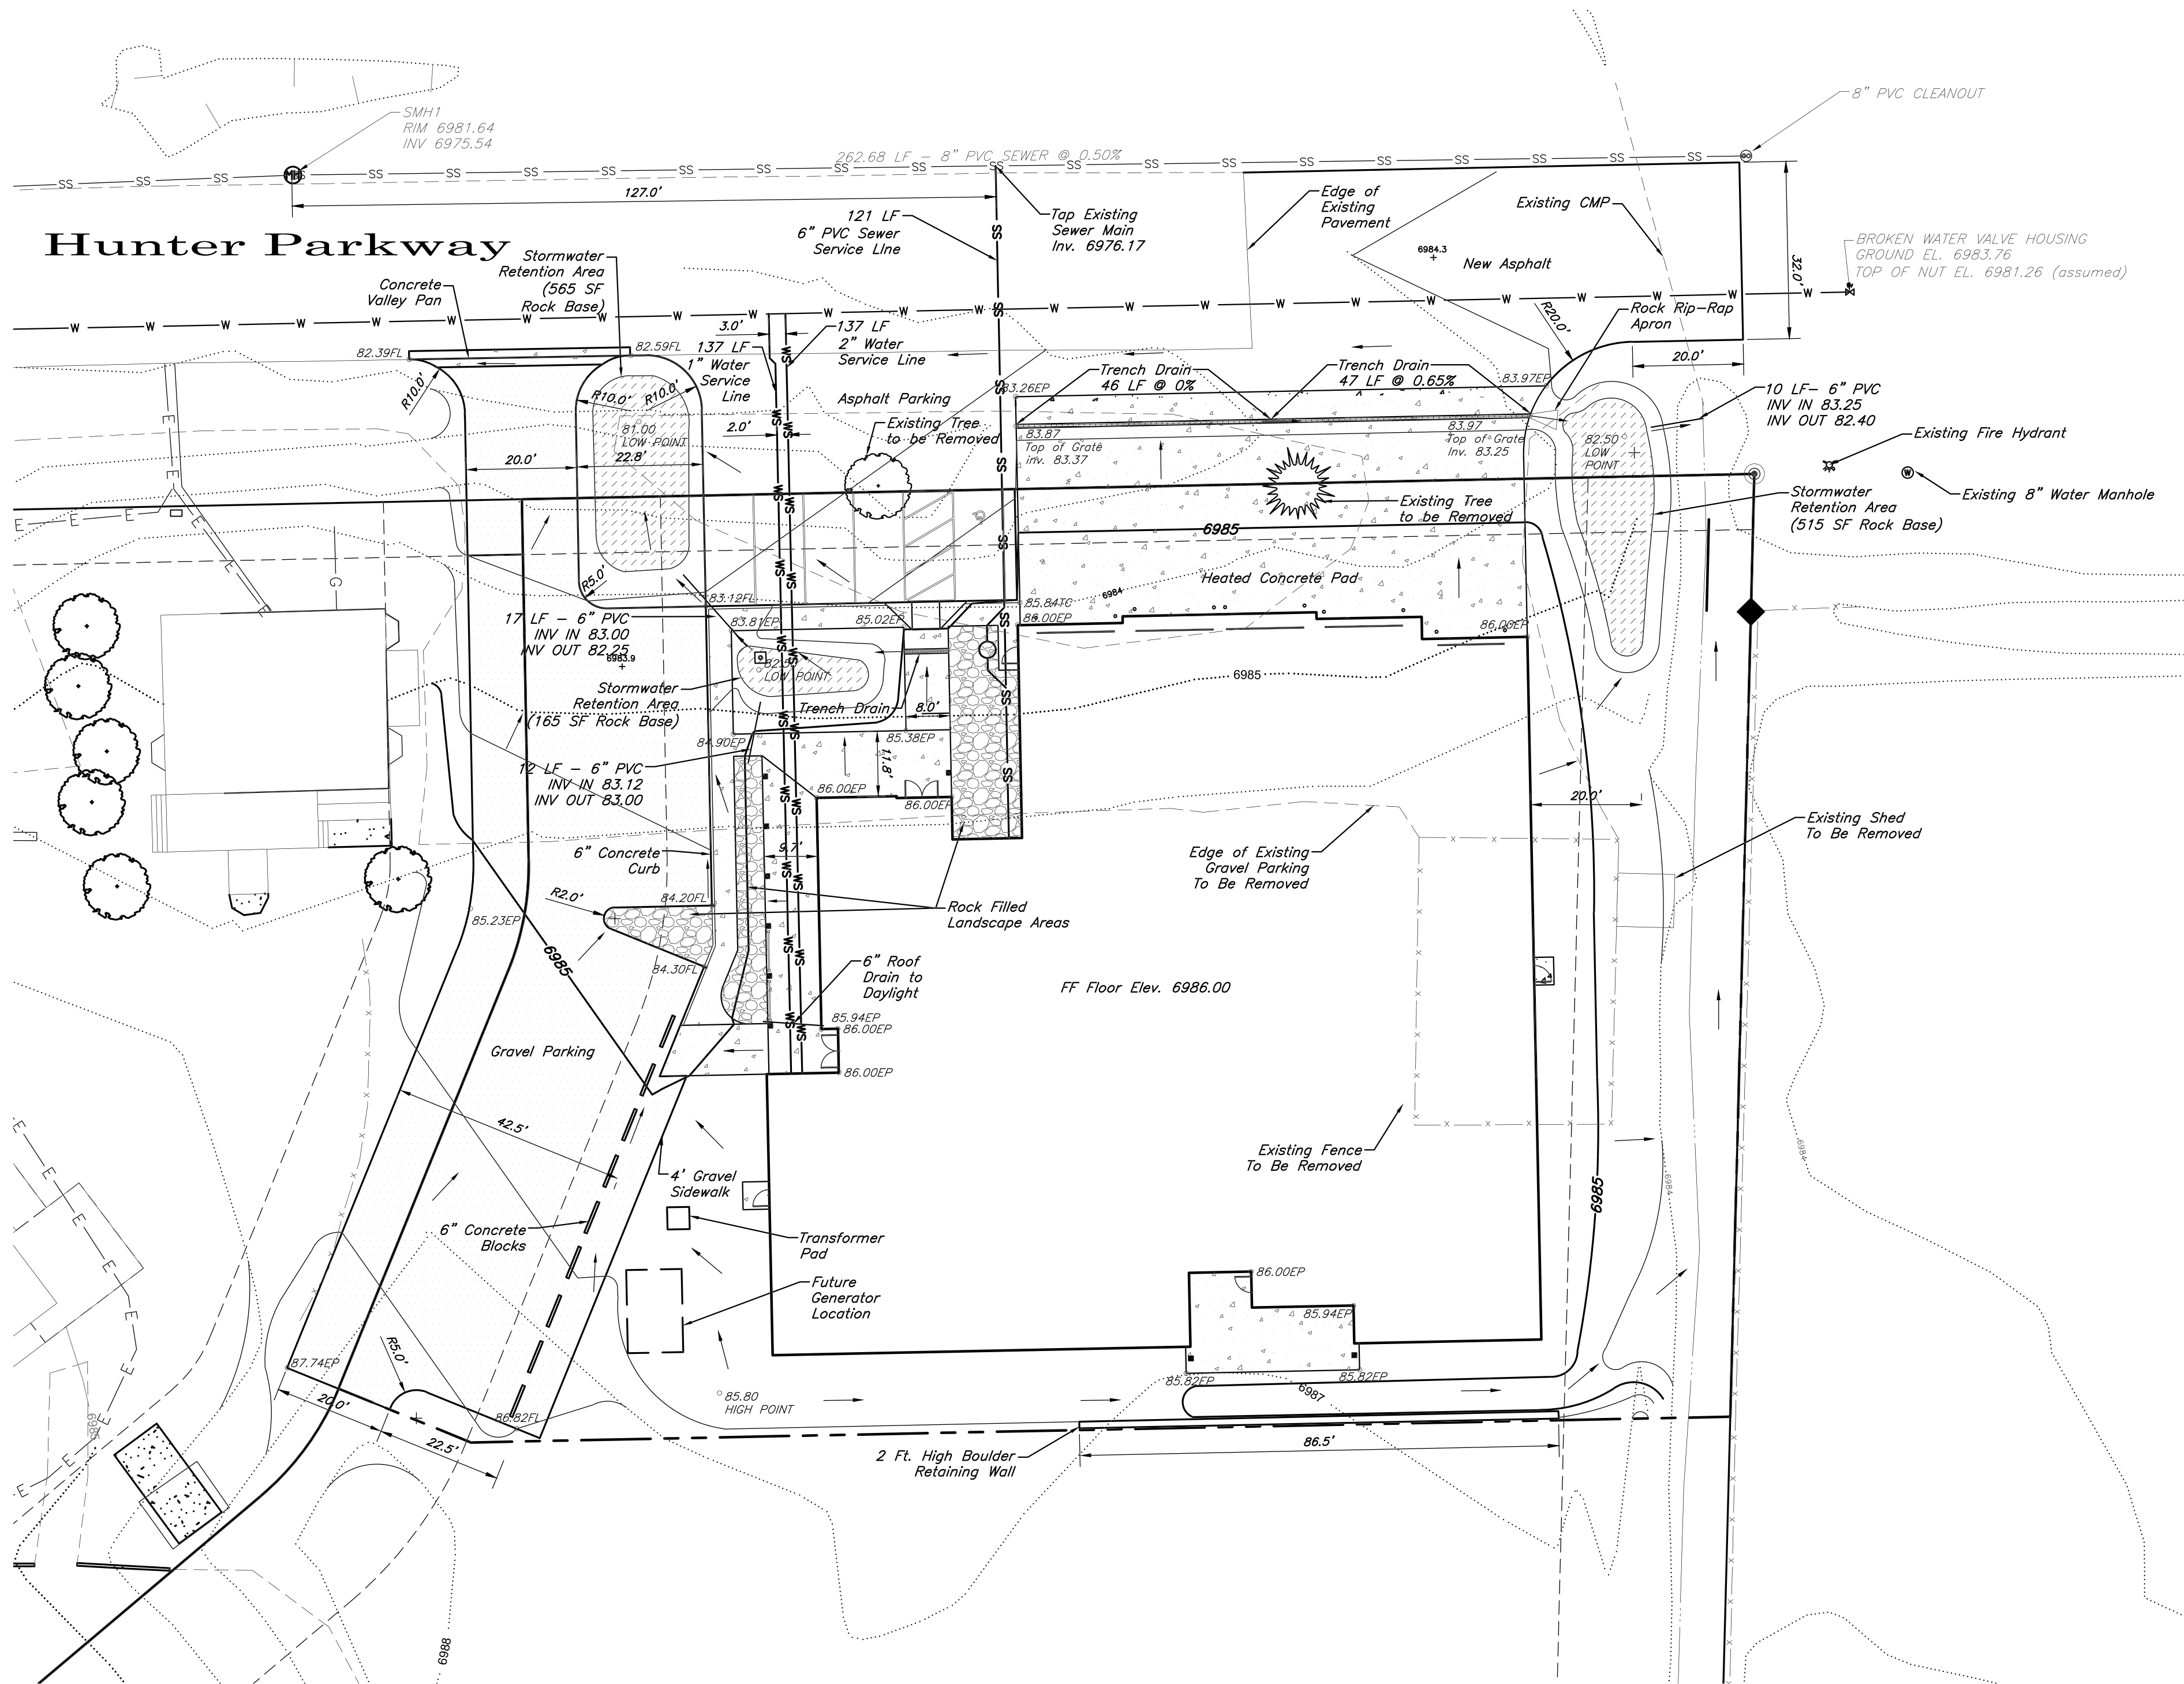 SMH1
RIM 6981.64
INV 6975.54
8" PVC CLEANOUT
262.68 LF - 8" PVC SEWER @ 0.50%
127.0'
Hunter Parkway
121 LF
6" PVC Sewer
Service LIne
Tap Existing
Sewer Main
Inv. 6976.17
Edge of
Existing
Pavement
Existing CMP
6984.3
New Asphalt
32.0'
BROKEN WATER VALVE HOUSING
GROUND EL. 6983.76
TOP OF NUT EL. 6981.26 (assumed)
Stormwater
Retention Area
(565 SF
Rock Base)
Concrete
Valley Pan
82.39FL
82.59FL
3.0'
137 LF
2" Water
Service Line
137 LF
1" Water
Service
Line
R20.0'
Rock Rip-Rap
Apron
20.0'
R10.0'
R10.0'
R10.0'
Asphalt Parking
83.26EP
Trench Drain
46 LF @ 0%
Trench Drain
47 LF @ 0.65%
83.97EP
10 LF- 6" PVC
INV IN 83.25
INV OUT 82.40
2.0'
Existing Tree
to be Removed
81.00
LOW POINT
83.87
Top of Grate
inv. 83.37
83.97
Top of Grate
Inv. 83.25
82.50
LOW
POINT
Existing Fire Hydrant
20.0'
22.8'
Existing 8" Water Manhole
Existing Tree
to be Removed
Stormwater
Retention Area
(515 SF Rock Base)
6985
Heated Concrete Pad
6984
R5.0'
83.12FL
85.84TC
86.00EP
86.00EP
17 LF - 6" PVC
INV IN 83.00
INV OUT 82.25
83.81EP
85.02EP
6983.9
82.50
LOW POINT
6985
Stormwater
Retention Area
(165 SF Rock Base)
Trench Drain
8.0'
84.90EP
85.38EP
11.8'
12 LF - 6" PVC
INV IN 83.12
INV OUT 83.00
86.00EP
86.00EP
20.0'
Existing Shed
To Be Removed
9.7'
6" Concrete
Curb
Edge of Existing
Gravel Parking
To Be Removed
R2.0'
84.20FL
Rock Filled
Landscape Areas
85.23EP
6985
84.30FL
6" Roof
Drain to
Daylight
FF Floor Elev. 6986.00
85.94EP
86.00EP
Gravel Parking
86.00EP
42.5'
Existing Fence
To Be Removed
6984
6984
6985
4' Gravel
Sidewalk
6" Concrete
Blocks
Transformer
Pad
Future
Generator
Location
86.00EP
85.94EP
87.74EP
R5.0'
85.82EP
85.82EP
6987
20.0'
86.82FL
85.80
HIGH POINT
22.5'
86.5'
2 Ft. High Boulder
Retaining Wall
6985
6988